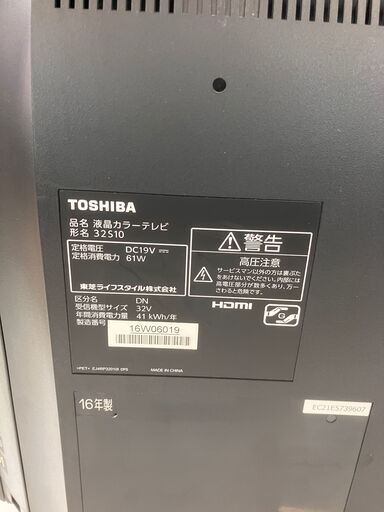 TOSHIBA
品名 液晶カラーテレビ
形名 32S10
定格電圧 DC19V ⎓
定格消費電力 61W
東芝ライフスタイル株式会社
区分名 DN
受信機型サイズ 32V
年間消費電力量 41 kWh/年
製造番号
16W06019
MADE IN CHINA
警告
高圧注意
サービスマン以外の方は裏ぶたをあけないでください。内部には高電圧部分が数多くあり、万一さわると危険です。
HDMI
G
16年製
EC21ES739607